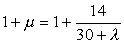 1 + μ = 1 + 14/(30 + λ)